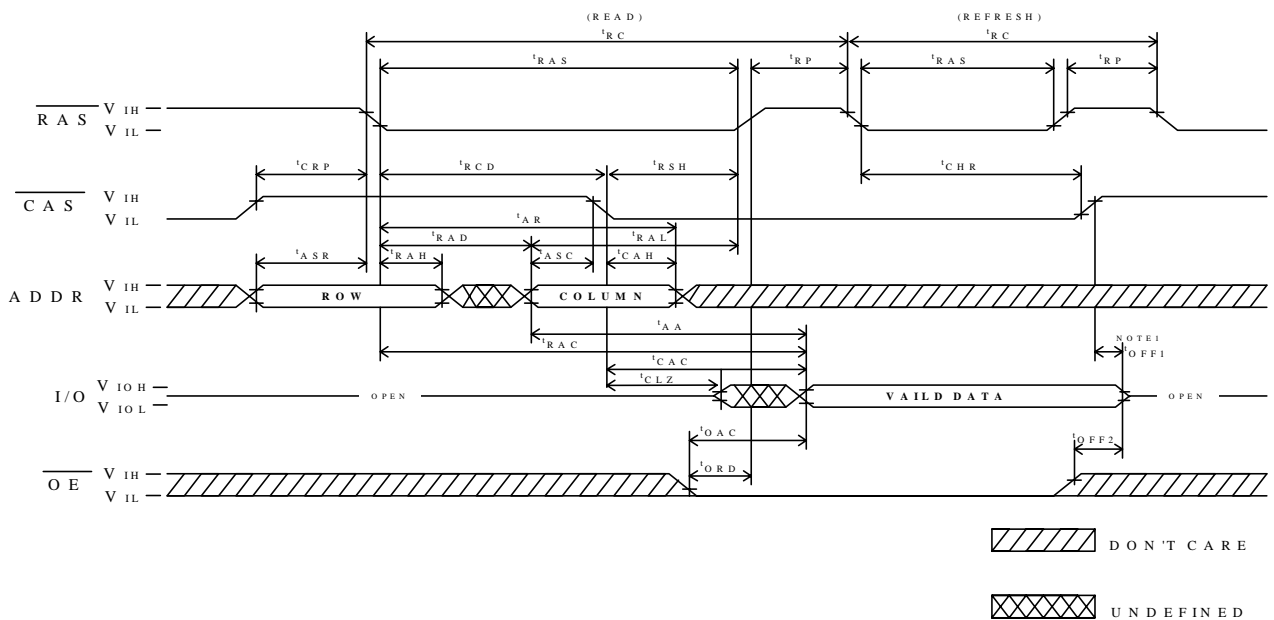 (READ) (REFRESH)
tRC tRC
tRAS tRP tRAS tRP
RAS VIH
VIL
tCRP tRCD tRSH tCHR
CAS VIH
VIL
tAR
tRAD tRAL
tASR tRAH tASC tCAH
ADDR VIH
VIL
ROW COLUMN
tAA
tRAC
NOTE1
tOFF1
tCAC
tCLZ
I/O VIOH
VIOL
OPEN VAILD DATA OPEN
tOAC tOFF2
tORD
OE VIH
VIL
DON'T CARE
UNDEFINED